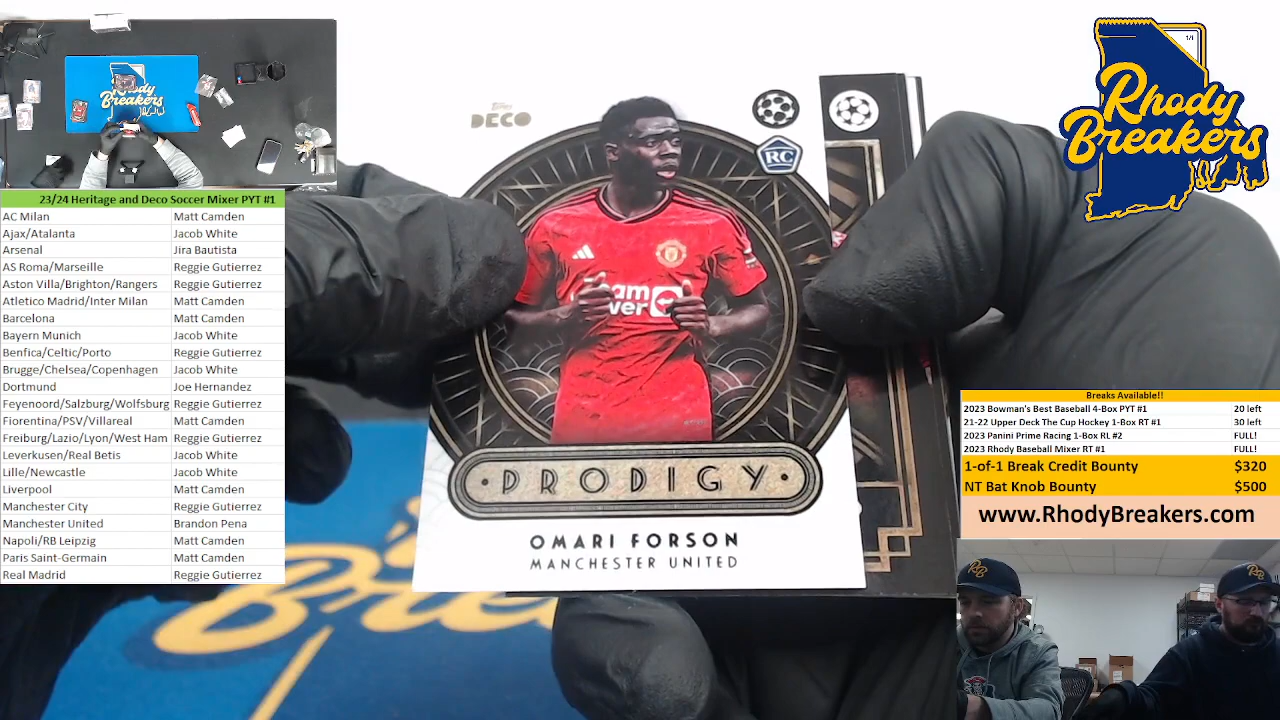 Rhody
Breakers
23/24 Heritage and Deco Soccer Mixer PYT #1
AC Milan Matt Camden
Ajax/Atalanta Jacob White
Arsenal Jira Bautista
AS Roma/Marseille Reggie Gutierrez
Aston Villa/Brighton/Rangers Reggie Gutierrez
Atletico Madrid/Inter Milan Matt Camden
Barcelona Matt Camden
Bayern Munich Jacob White
Benfica/Celtic/Porto Reggie Gutierrez
Brugge/Chelsea/Copenhagen Jacob White
Dortmund Joe Hernandez
Feyenoord/Salzburg/Wolfsburg Reggie Gutierrez
Fiorentina/PSV/Villareal Matt Camden
Freiburg/Lazio/Lyon/West Ham Reggie Gutierrez
Leverkusen/Real Betis Jacob White
Lille/Newcastle Jacob White
Liverpool Matt Camden
Manchester City Reggie Gutierrez
Manchester United Brandon Pena
Napoli/RB Leipzig Matt Camden
Paris Saint-Germain Matt Camden
Real Madrid Reggie Gutierrez
Topps
DECO
RC
PRODIGY
OMARI FORSON
MANCHESTER UNITED
1/1
Rhody
Breakers
Breaks Available!!
2023 Bowman's Best Baseball 4-Box PYT #1 20 left
21-22 Upper Deck The Cup Hockey 1-Box RT #1 30 left
2023 Panini Prime Racing 1-Box RL #2 FULL!
2023 Rhody Baseball Mixer RT #1 FULL!
1-of-1 Break Credit Bounty $320
NT Bat Knob Bounty $500
www.RhodyBreakers.com
RB
RB